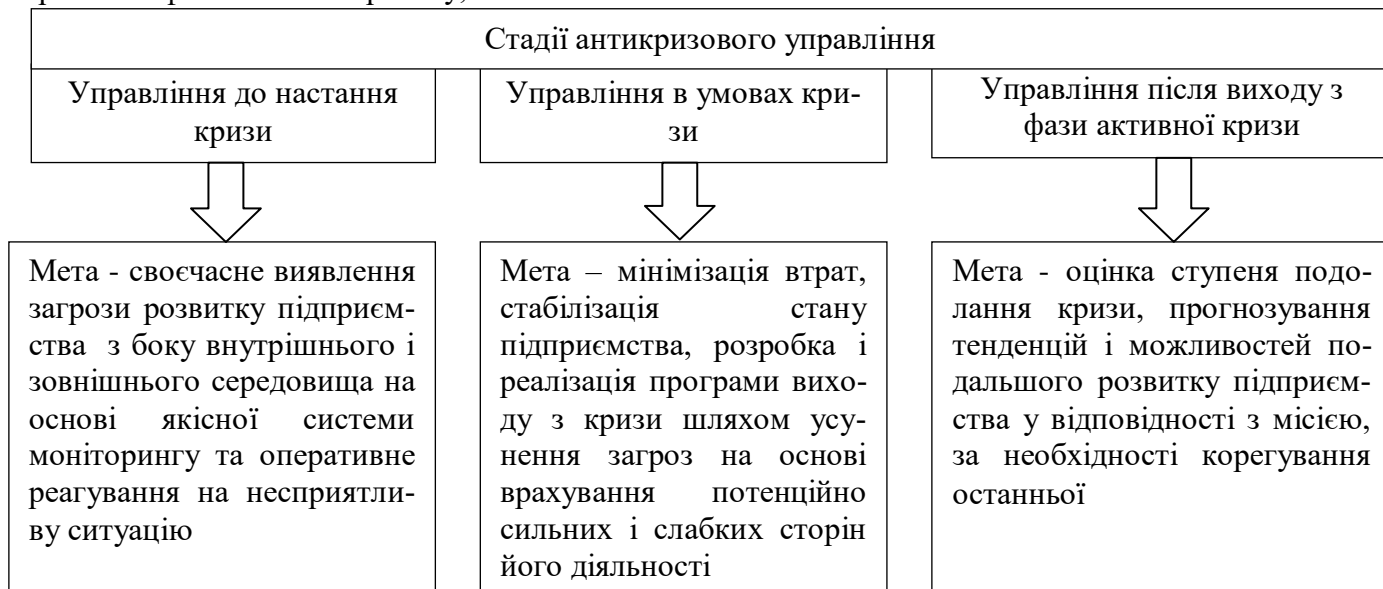 Стадії антикризового управління
Управління до настання
кризи
Управління в умовах кри-
зи
Управління після виходу з
фази активної кризи
Мета - своєчасне виявлення
загрози розвитку підприєм-
ства з боку внутрішнього і
зовнішнього середовища на
основі якісної системи
моніторингу та оперативне
реагування на несприятли-
ву ситуацію
Мета – мінімізація втрат,
стабілізація стану
підприємства, розробка і
реалізація програми вихо-
ду з кризи шляхом усу-
нення загроз на основі
врахування потенційно
сильних і слабких сторін
його діяльності
Мета - оцінка ступеня подо-
лання кризи, прогнозування
тенденцій і можливостей по-
дальшого розвитку підприєм-
ства у відповідності з місією,
за необхідності корегування
останньої